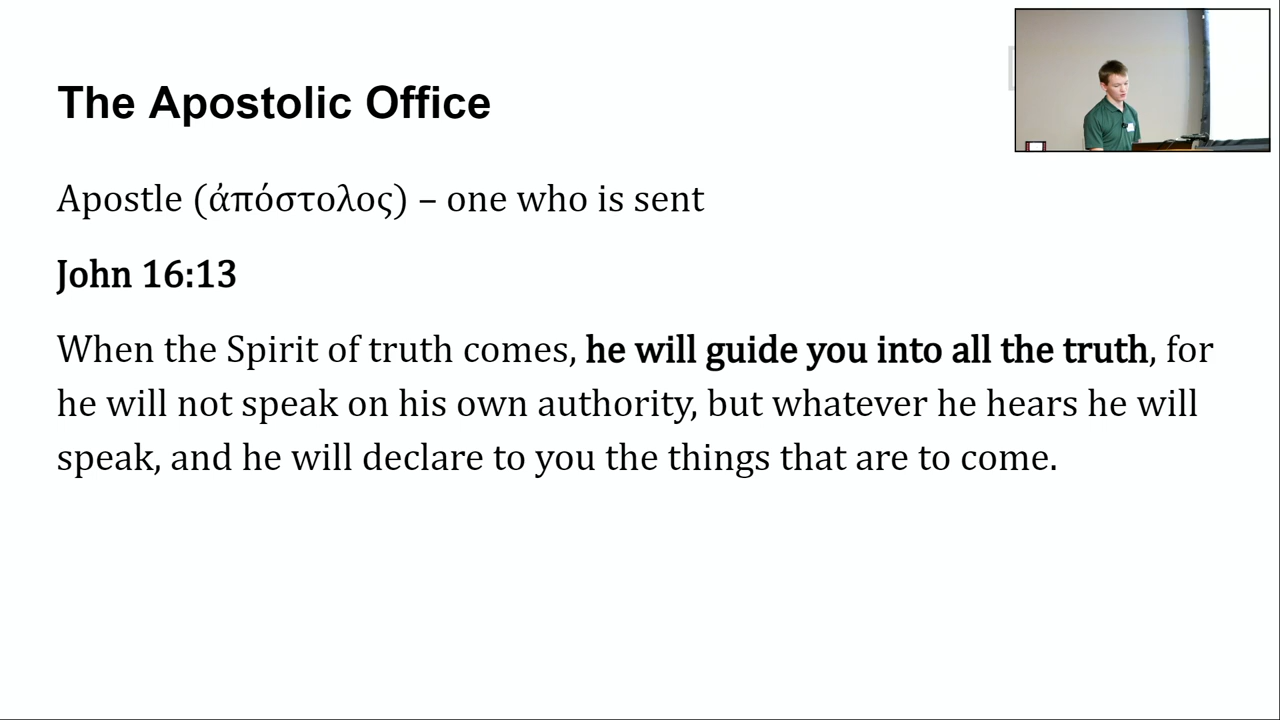 The Apostolic Office
Apostle (ἀπόστολος) – one who is sent
John 16:13
When the Spirit of truth comes, he will guide you into all the truth, for
he will not speak on his own authority, but whatever he hears he will
speak, and he will declare to you the things that are to come.